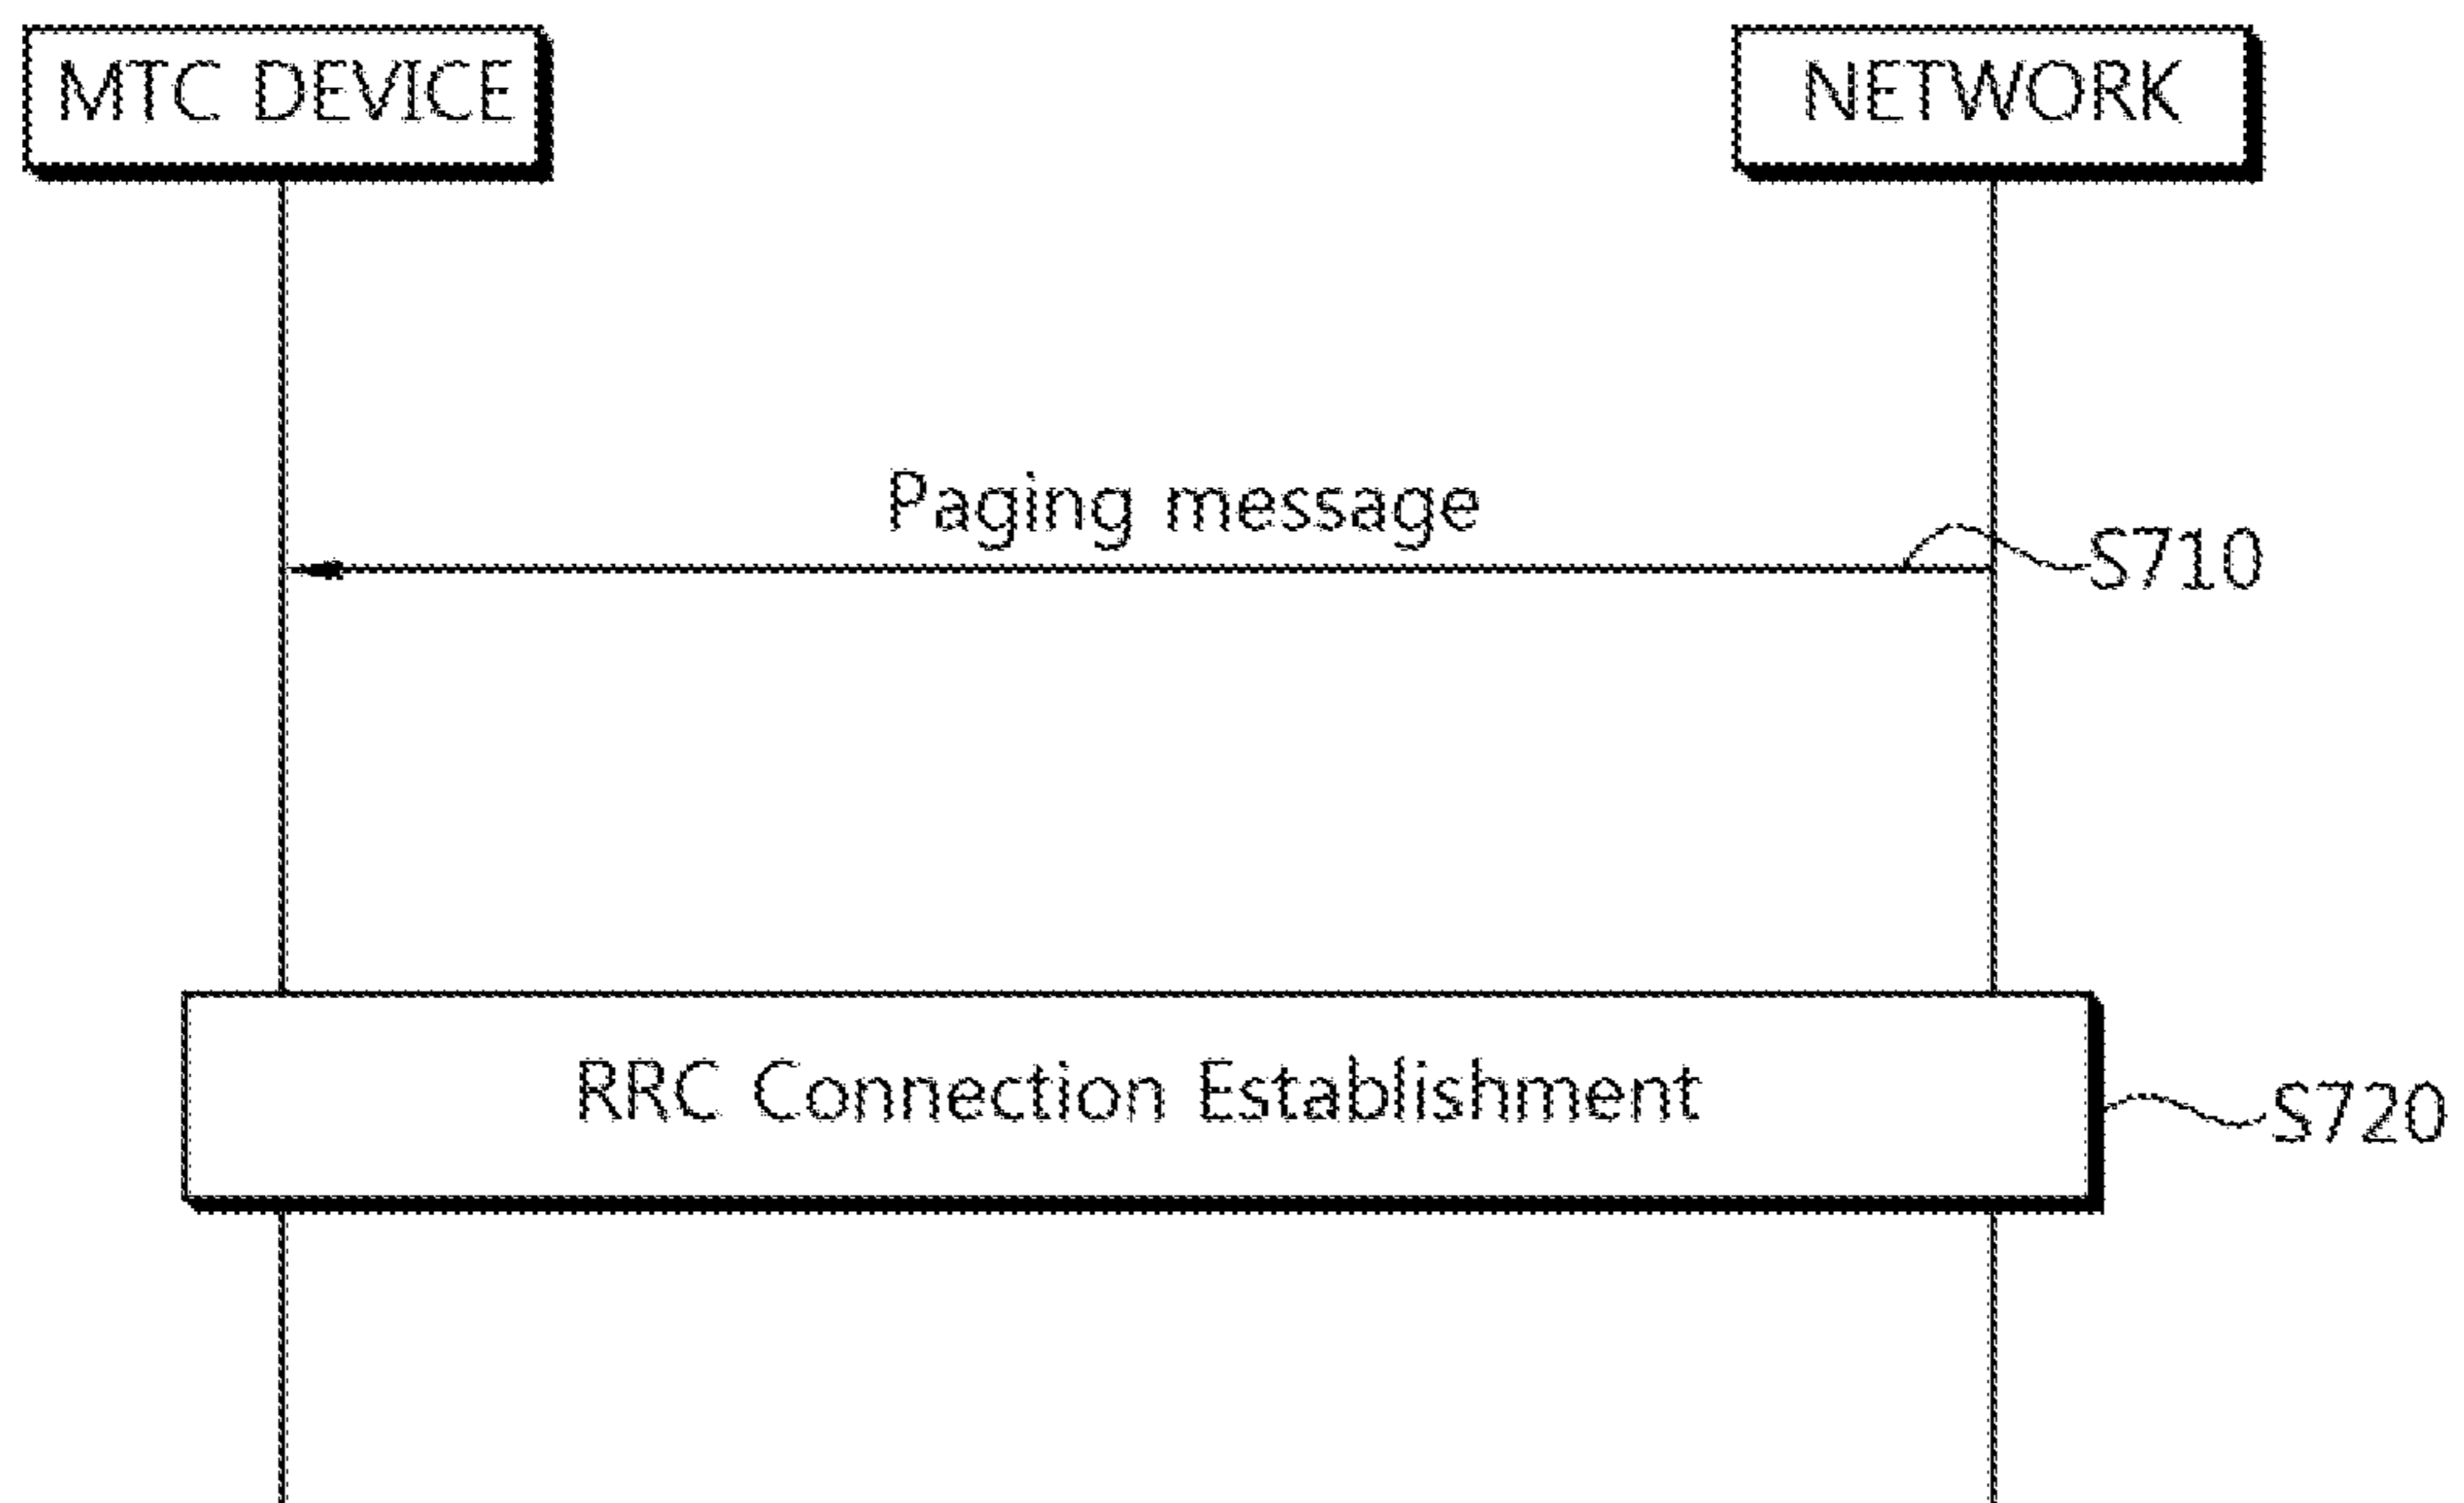 MTC DEVICE
NETWORK
Paging message
S710
RRC Connection Establishment
S720